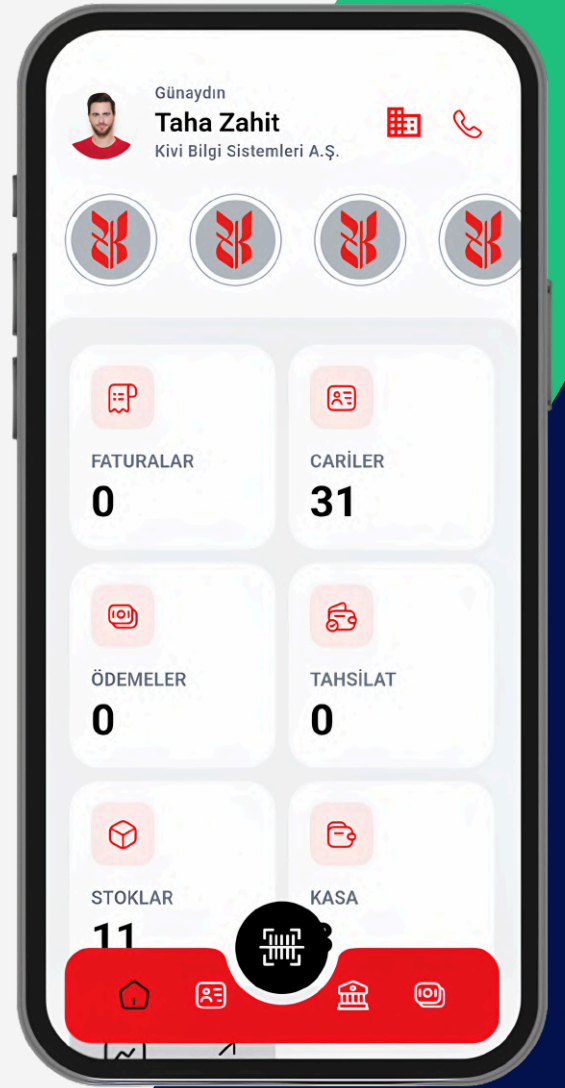 Günaydın
Taha Zahit
Kivi Bilgi Sistemleri A.Ş.
FATURALAR
0
CARİLER
31
ÖDEMELER
0
TAHSİLAT
0
STOKLAR
11
KASA